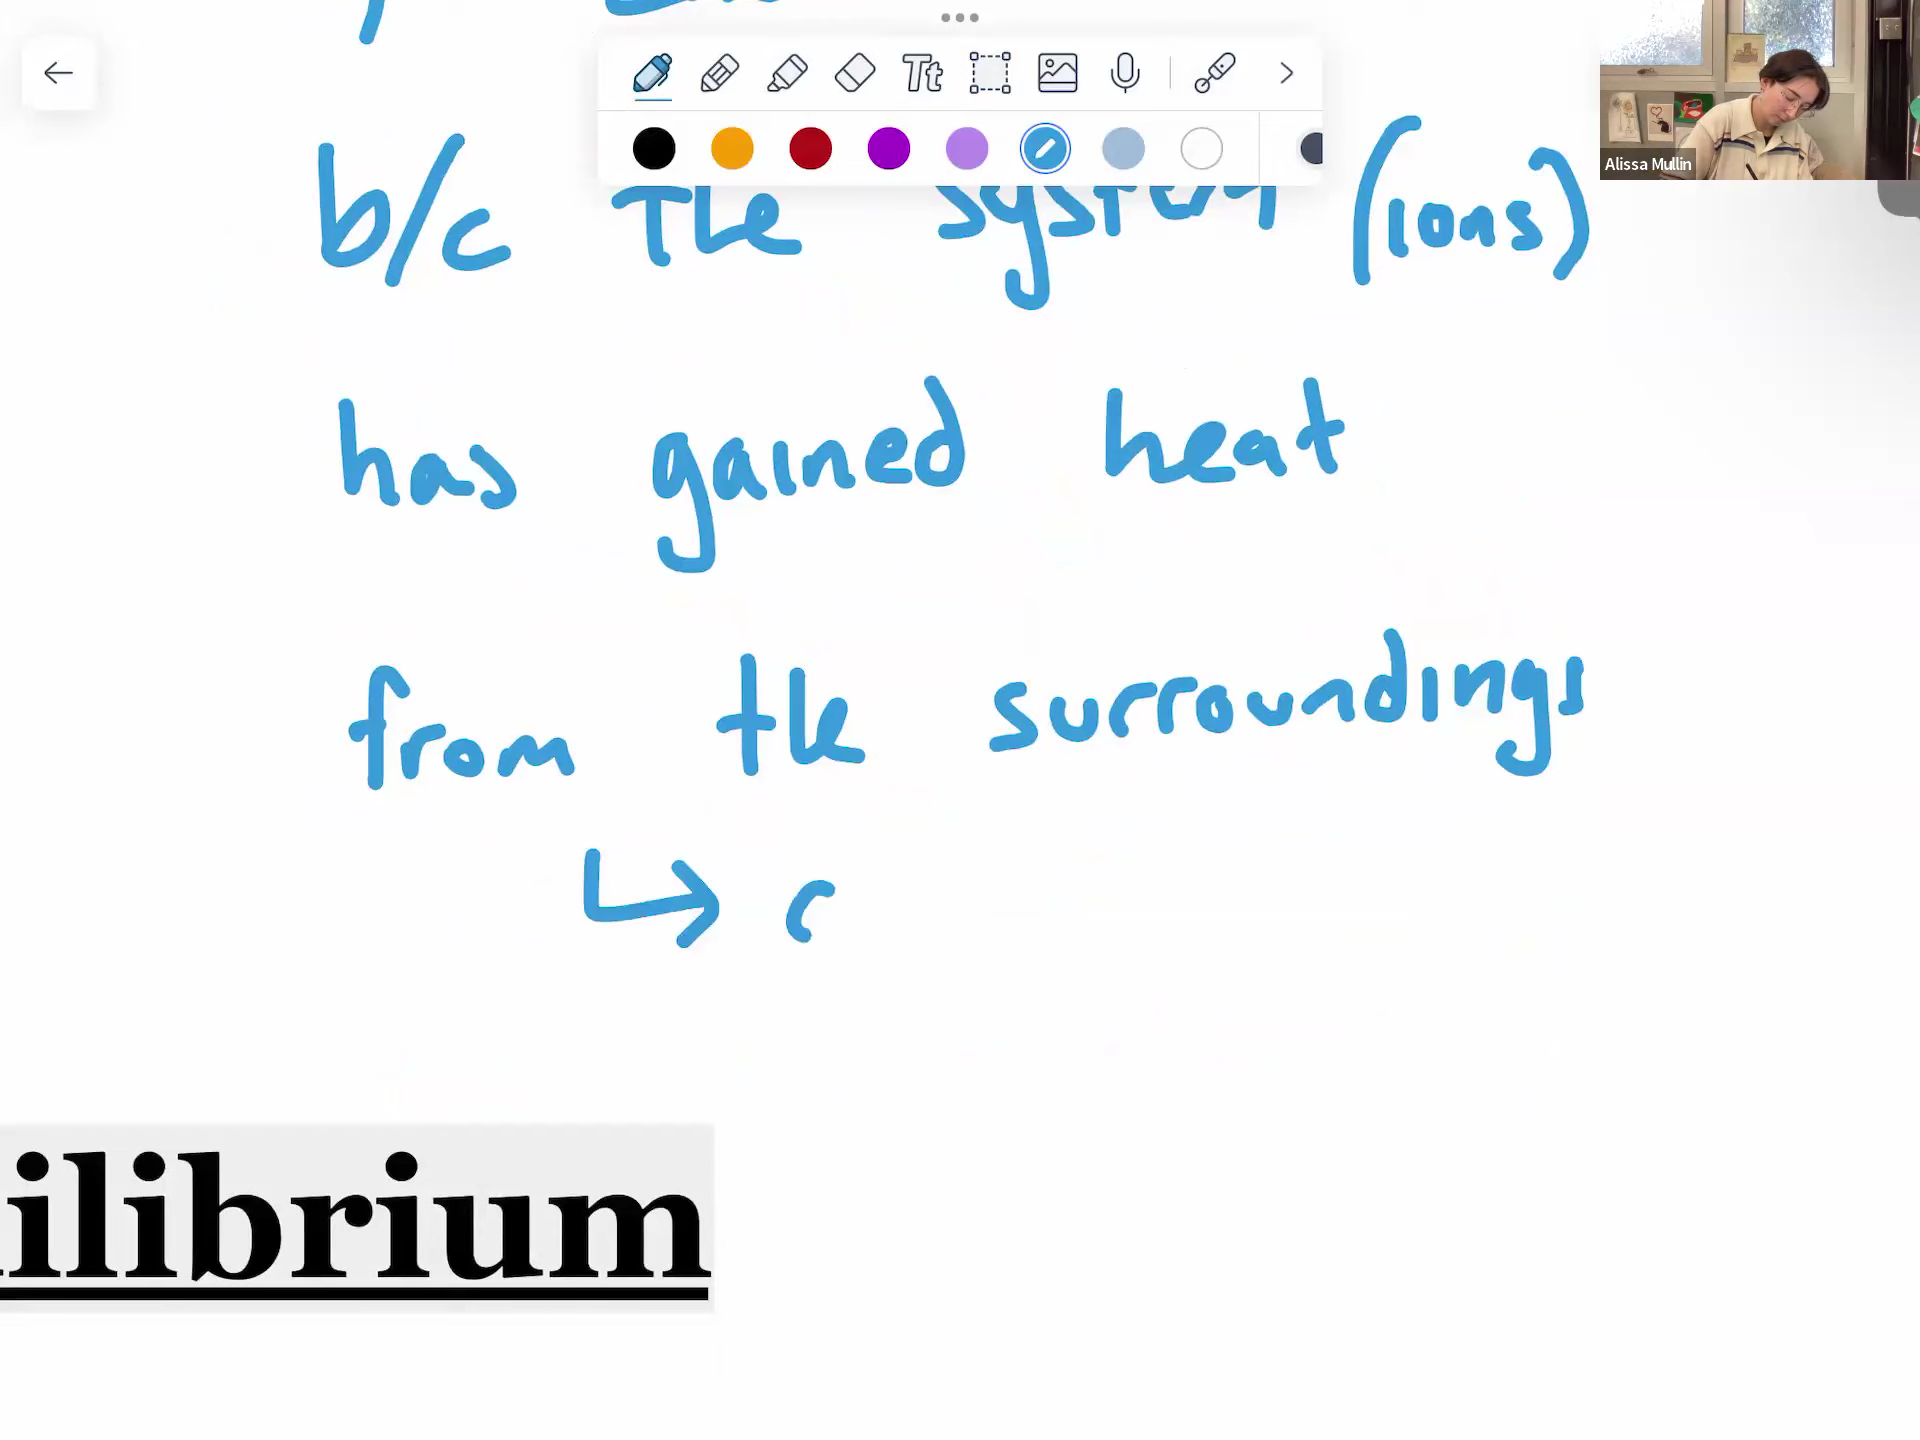 Alissa Mullin
b/c The system (ions)
has gained heat
from the surroundings
↳ c
ilibrium